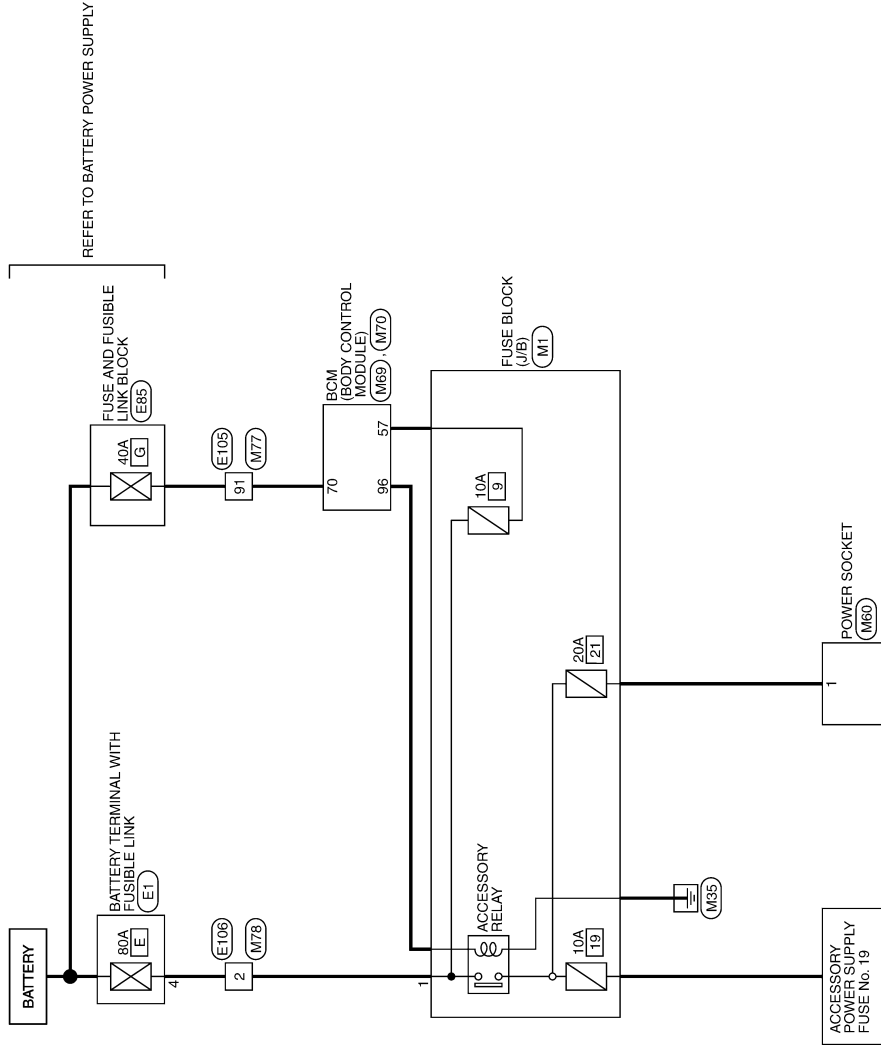 REFER TO BATTERY POWER SUPPLY
BATTERY
BATTERY TERMINAL WITH
FUSIBLE LINK
E1
80A
E
4
FUSE AND FUSIBLE
LINK BLOCK
E85
40A
G
E106
2
M78
E105
91
M77
BCM
(BODY CONTROL
MODULE)
M69 , M70
70
96
57
FUSE BLOCK
(J/B)
M1
1
ACCESSORY
RELAY
10A
9
10A
19
20A
21
M35
ACCESSORY
POWER SUPPLY
FUSE No. 19
POWER SOCKET
M60
1